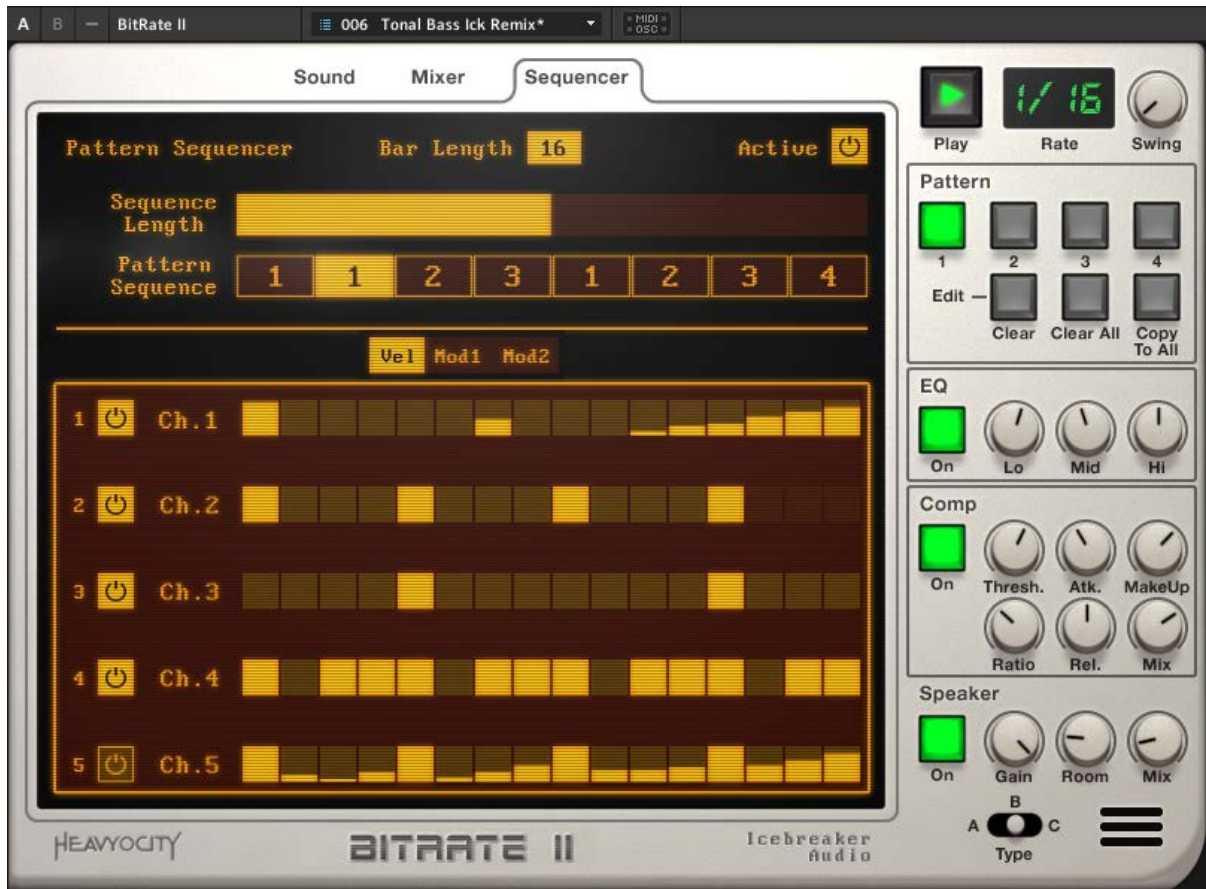 A B BitRate II 006 Tonal Bass Ick Remix* MIDI
OSC
Sound Mixer Sequencer
1/16
Play Rate Swing
Pattern Sequencer Bar Length 16 Active
Sequence
Length
Pattern
Sequence
1 1 2 3 1 2 3 4
Vel Mod1 Mod2
1 Ch.1
2 Ch.2
3 Ch.3
4 Ch.4
5 Ch.5
Pattern
1 2 3 4
Edit
Clear Clear All Copy
To All
EQ
On Lo Mid Hi
Comp
On Thresh. Atk. MakeUp
Ratio Rel. Mix
Speaker
On Gain Room Mix
B
A C
Type
HEAVYOCITY BITRATE II Icebreaker
Audio